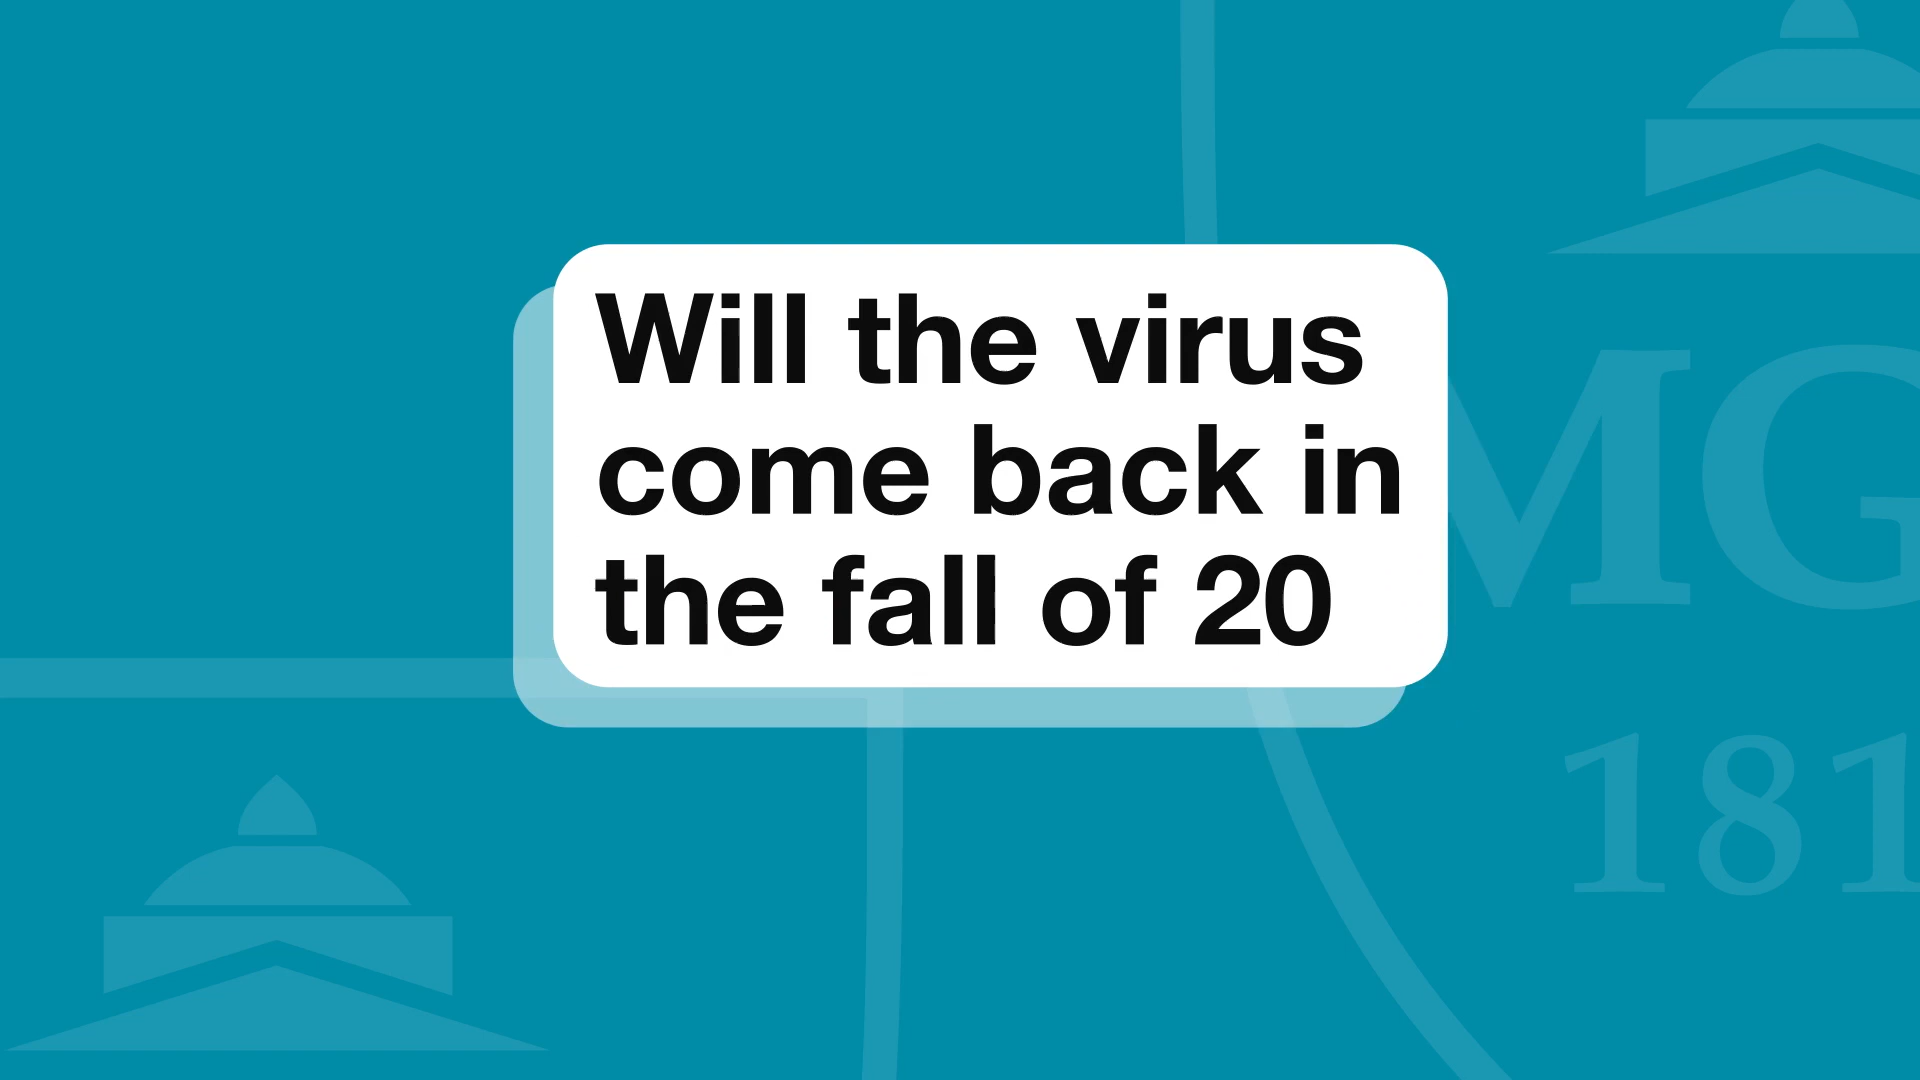 Will the virus
come back in
the fall of 20
MG
181